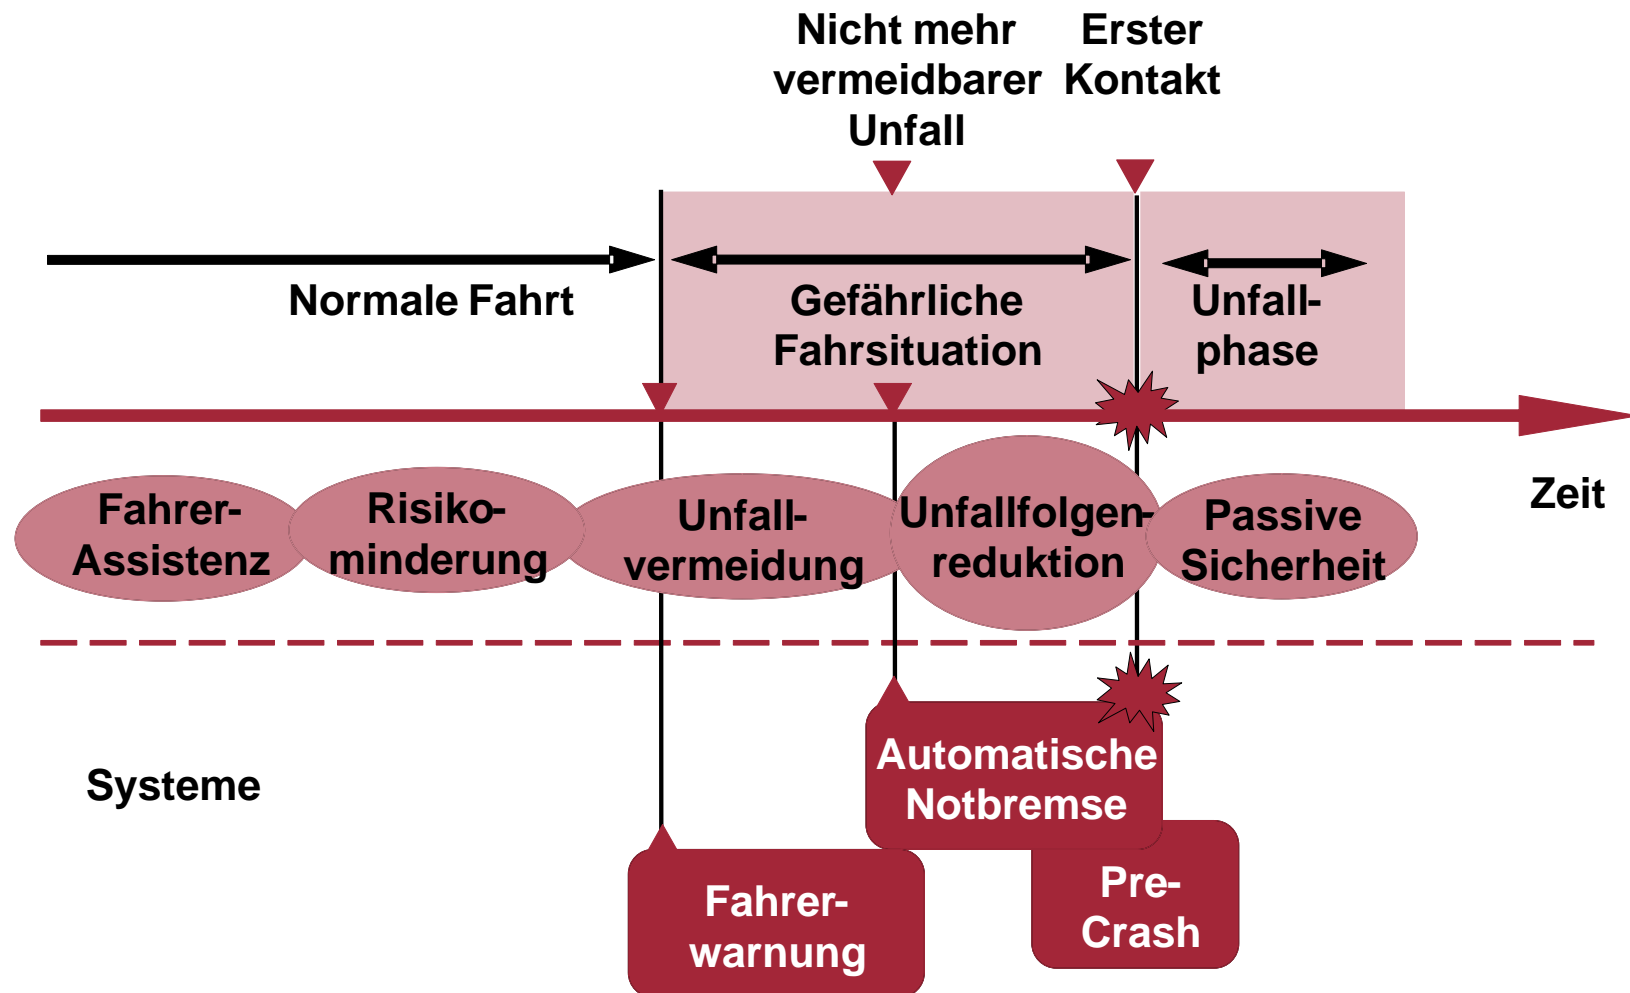 Nicht mehr
vermeidbarer
Unfall
Erster
Kontakt
Normale Fahrt
Gefährliche
Fahrsituation
Unfall-
phase
Zeit
Fahrer-
Assistenz
Risiko-
minderung
Unfall-
vermeidung
Unfallfolgen-
reduktion
Passive
Sicherheit
Systeme
Automatische
Notbremse
Fahrer-
warnung
Pre-
Crash